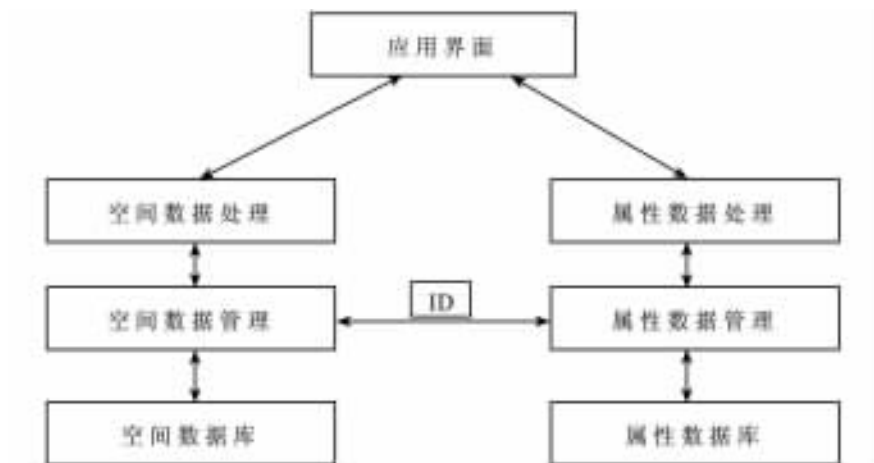 应用界面
空间数据处理
属性数据处理
ID
空间数据管理
属性数据管理
空间数据库
属性数据库